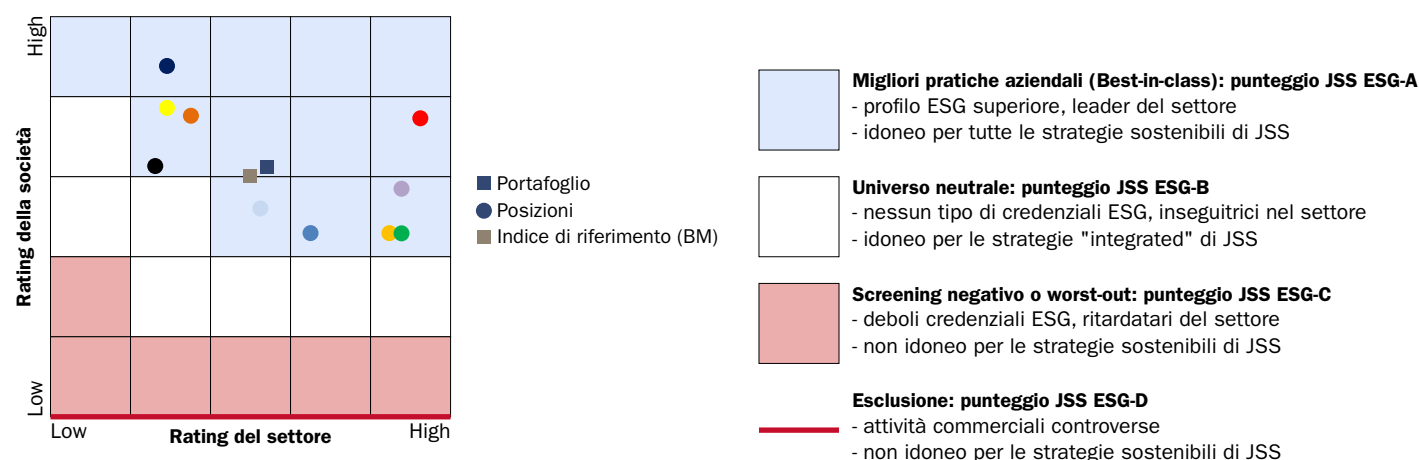 High
Rating della società
Low
Low
Rating del settore
High
Portafoglio
Posizioni
Indice di riferimento (BM)
Migliori pratiche aziendali (Best-in-class): punteggio JSS ESG-A
- profilo ESG superiore, leader del settore
- idoneo per tutte le strategie sostenibili di JSS
Universo neutrale: punteggio JSS ESG-B
- nessun tipo di credenziali ESG, inseguitrici nel settore
- idoneo per le strategie "integrated" di JSS
Screening negativo o worst-out: punteggio JSS ESG-C
- deboli credenziali ESG, ritardatari del settore
- non idoneo per le strategie sostenibili di JSS
Esclusione: punteggio JSS ESG-D
- attività commerciali controverse
- non idoneo per le strategie sostenibili di JSS